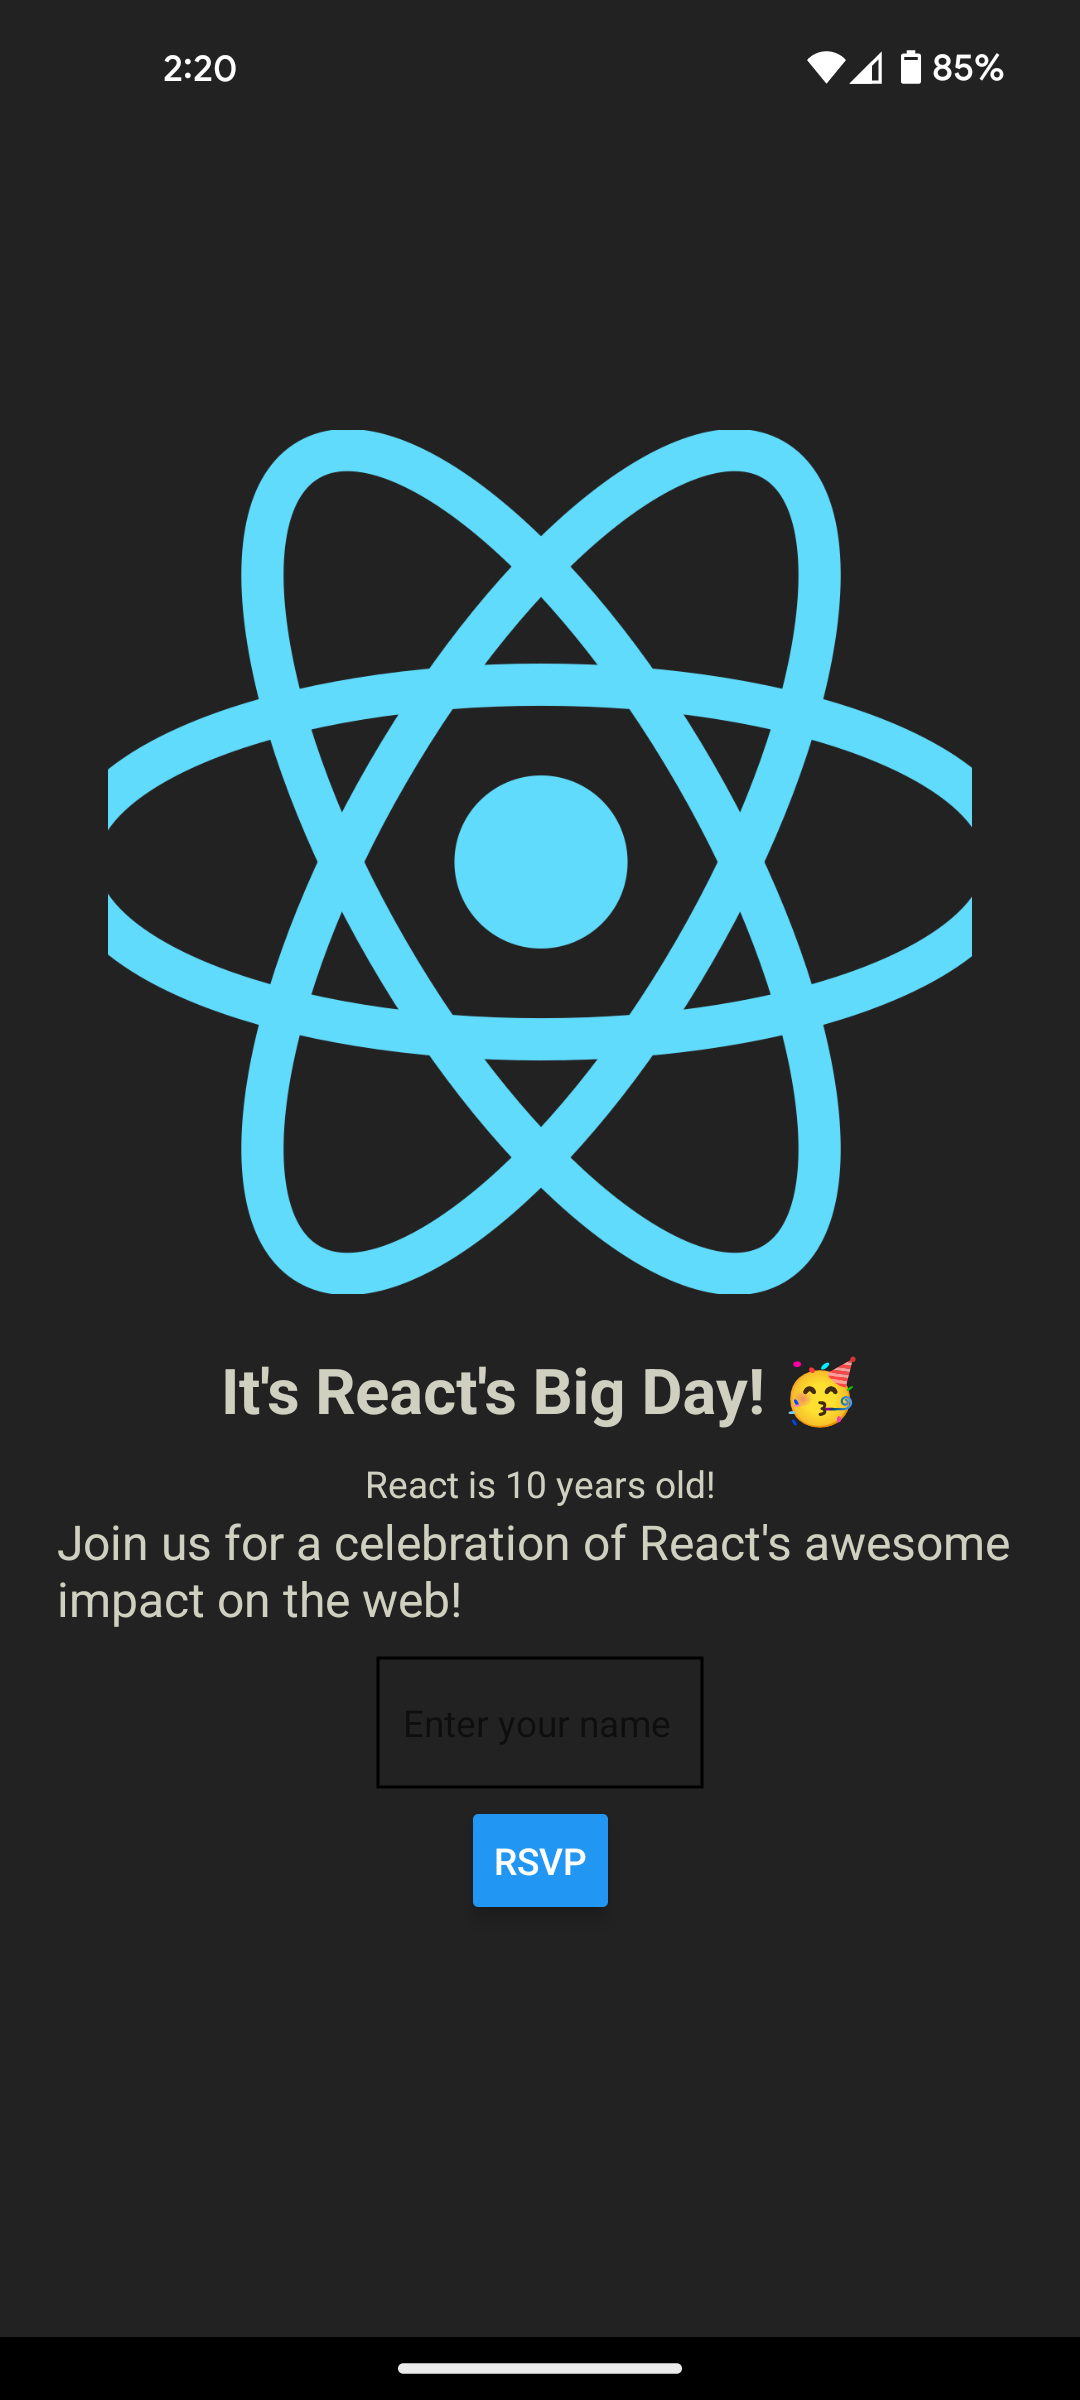 2:20 85%
It's React's Big Day! 🥳
React is 10 years old!
Join us for a celebration of React's awesome
impact on the web!
Enter your name
RSVP